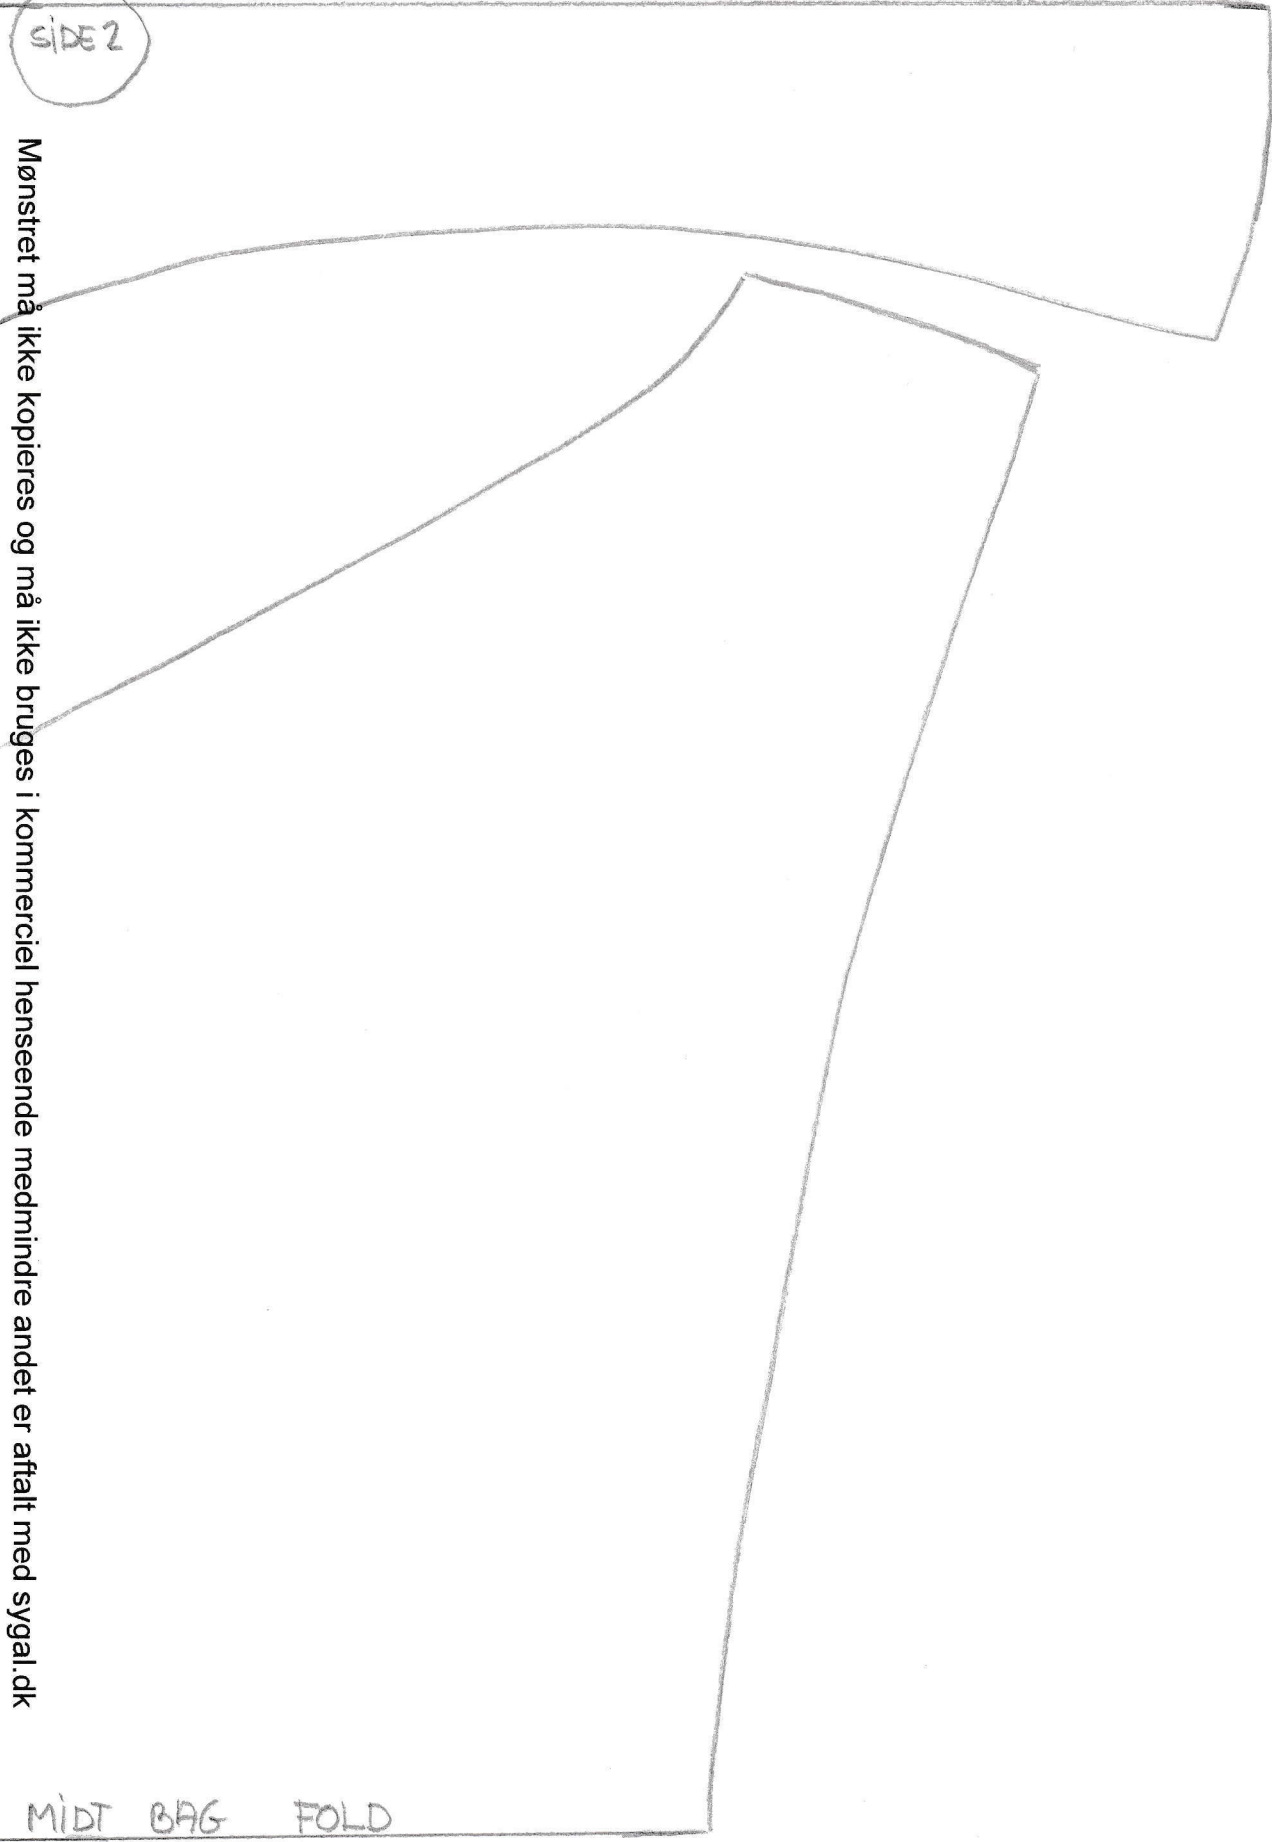 SIDE 2
Mønstret må ikke kopieres og må ikke bruges i kommerciel henseende medmindre andet er aftalt med sygal.dk
MIDT BAG FOLD